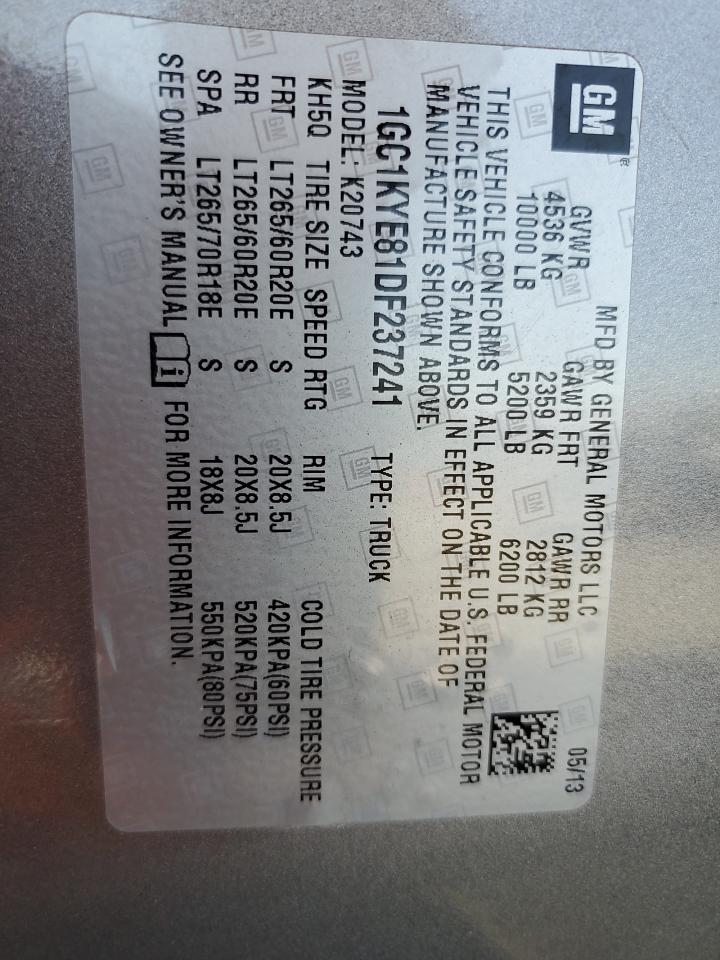 GM®
MFD BY GENERAL MOTORS LLC 05/13
GVWR GAWR FRT GAWR RR
4536 KG 2359 KG 2812 KG
10000 LB 5200 LB 6200 LB
THIS VEHICLE CONFORMS TO ALL APPLICABLE U.S. FEDERAL MOTOR
VEHICLE SAFETY STANDARDS IN EFFECT ON THE DATE OF
MANUFACTURE SHOWN ABOVE
1GC1KYE81DF237241 TYPE: TRUCK
MODEL: K20743
KH5Q TIRE SIZE SPEED RTG RIM COLD TIRE PRESSURE
FRT LT265/60R20E S 20X8.5J 420KPA(60PSI)
RR LT265/60R20E S 20X8.5J 520KPA(75PSI)
SPA LT265/70R18E S 18X8J 550KPA(80PSI)
SEE OWNER'S MANUAL i FOR MORE INFORMATION.